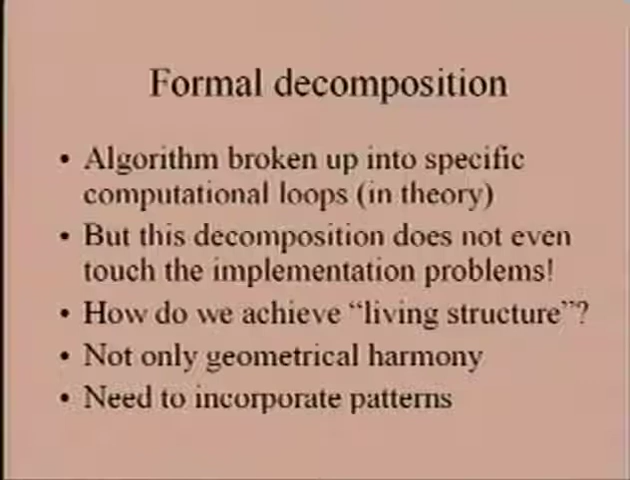 Formal decomposition
• Algorithm broken up into specific
computational loops (in theory)
• But this decomposition does not even
touch the implementation problems!
• How do we achieve “living structure”?
• Not only geometrical harmony
• Need to incorporate patterns